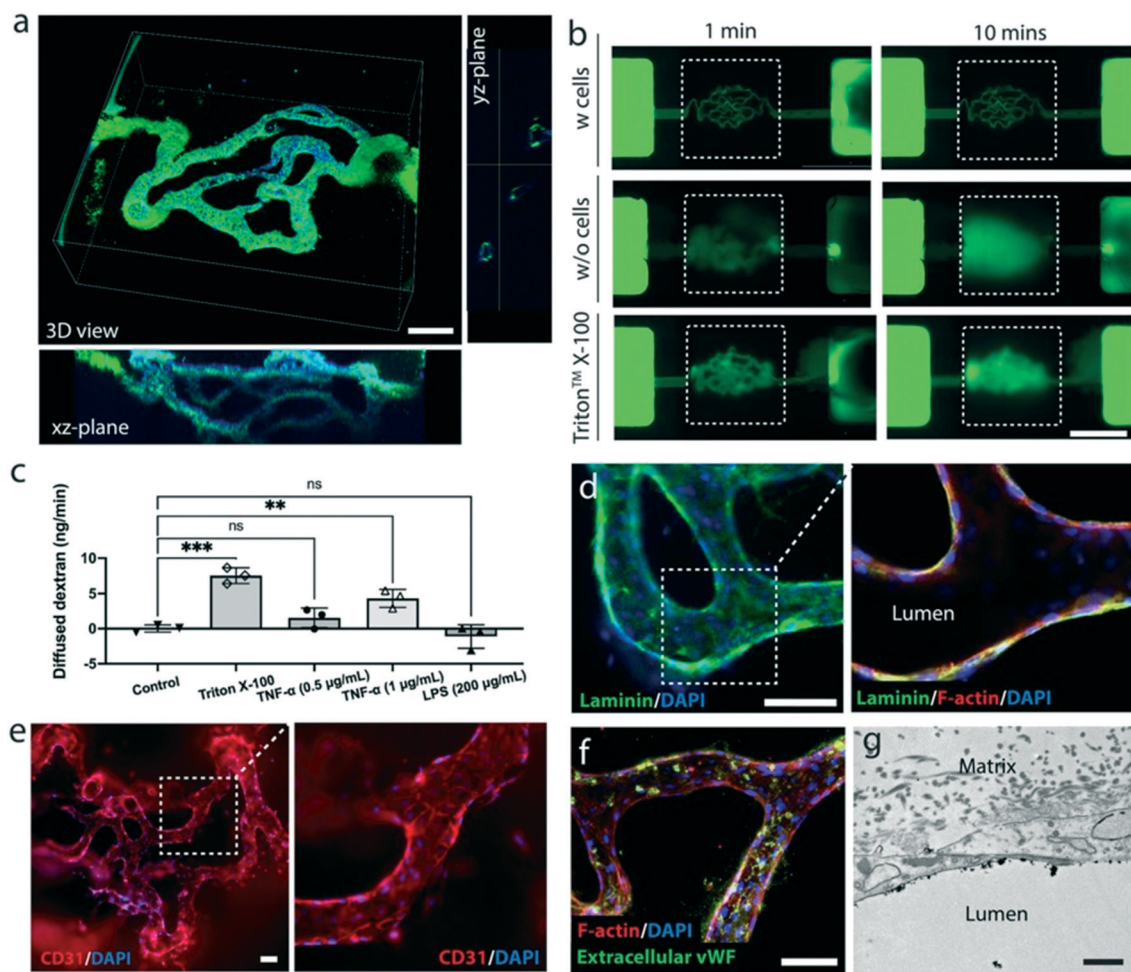 a
3D view
yz-plane
xz-plane
b
1 min
10 mins
w cells
w/o cells
Triton™ X-100
c
ns
**
ns
***
Diffused dextran (ng/min)
10
5
0
-5
Control
Triton X-100
TNF-α (0.5 µg/mL)
TNF-α (1 µg/mL)
LPS (200 µg/mL)
d
Laminin/DAPI
Lumen
Laminin/F-actin/DAPI
e
CD31/DAPI
CD31/DAPI
f
F-actin/DAPI
Extracellular vWF
g
Matrix
Lumen